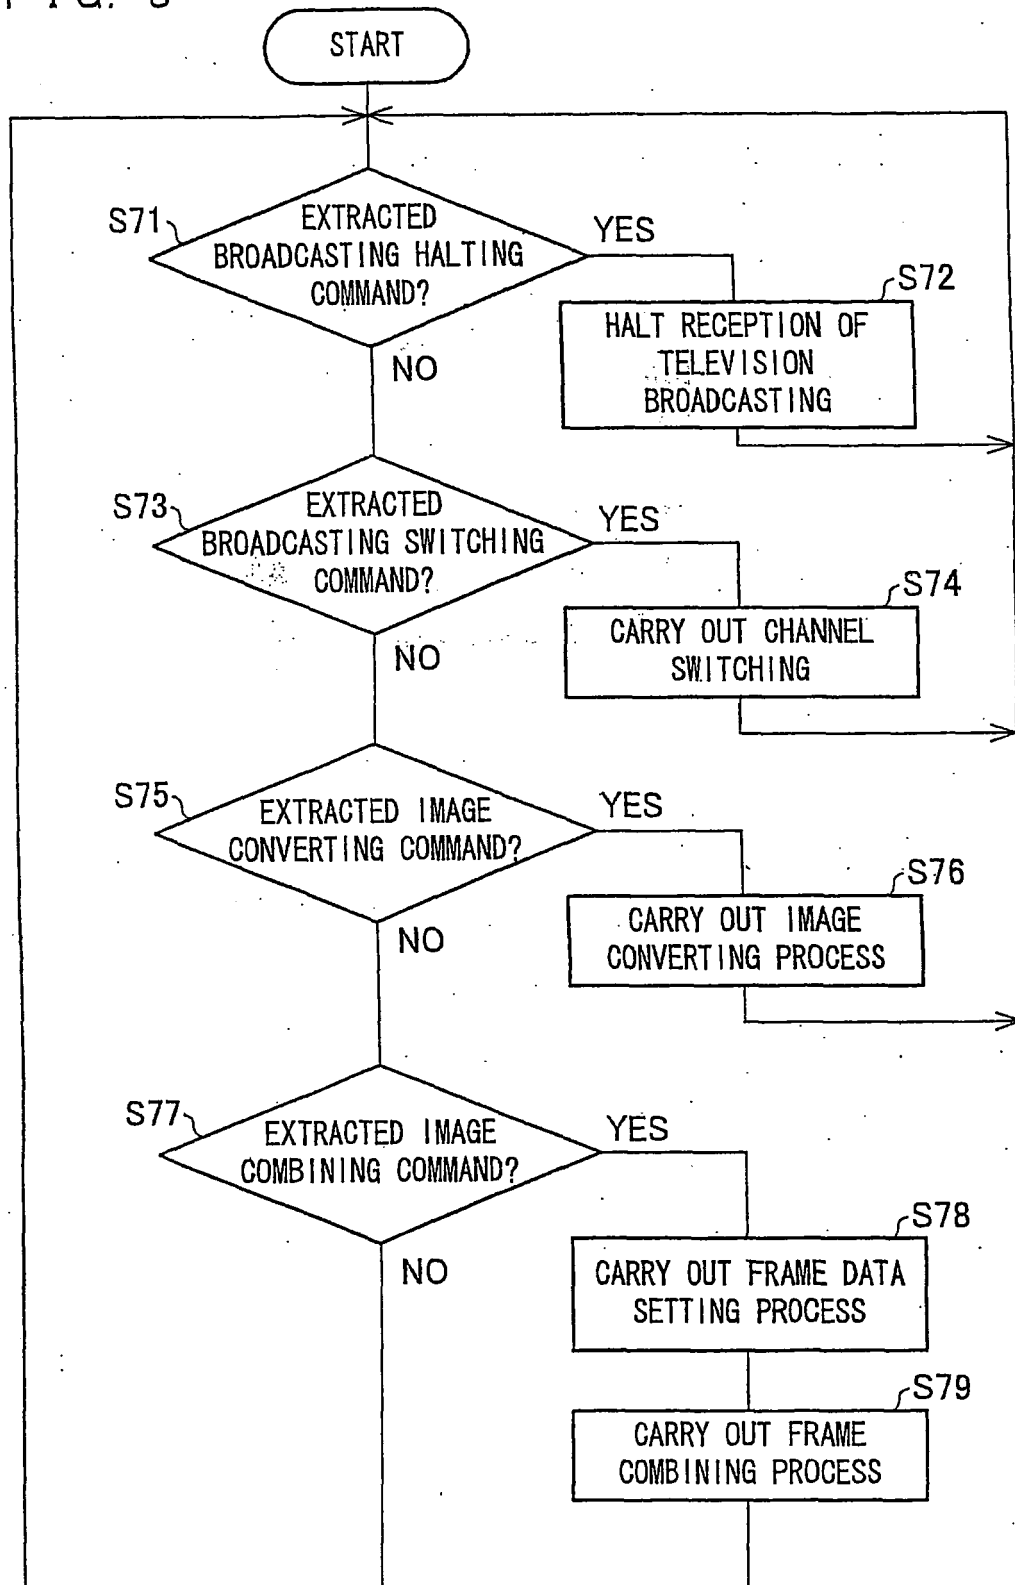 START
S71
EXTRACTED
BROADCASTING HALTING
COMMAND?
YES
NO
S72
HALT RECEPTION OF
TELEVISION
BROADCASTING
S73
EXTRACTED
BROADCASTING SWITCHING
COMMAND?
YES
NO
S74
CARRY OUT CHANNEL
SWITCHING
S75
EXTRACTED IMAGE
CONVERTING COMMAND?
YES
NO
S76
CARRY OUT IMAGE
CONVERTING PROCESS
S77
EXTRACTED IMAGE
COMBINING COMMAND?
YES
NO
S78
CARRY OUT FRAME DATA
SETTING PROCESS
S79
CARRY OUT FRAME
COMBINING PROCESS